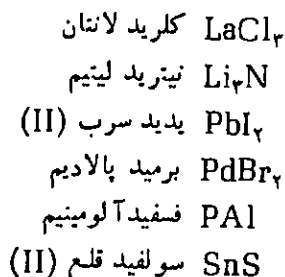 LaCl₃ کلرید لانتان
Li₃N نیترید لیتیم
PbI₂ یدید سرب (II)
PdBr₂ برمید پالادیم
PAl فسفید آلومینیم
SnS سولفید قلع (II)